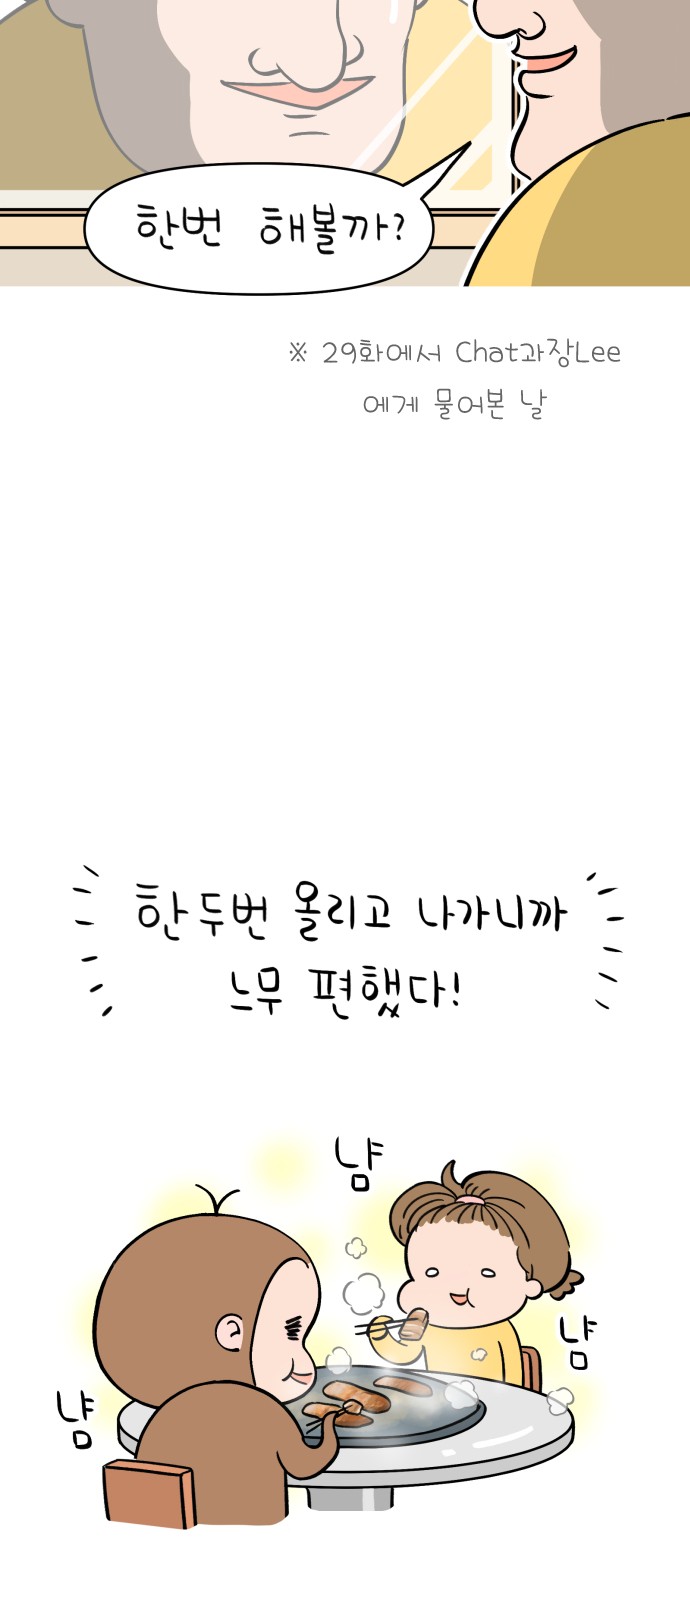 한번 해볼까?
※ 29화에서 Chat과장Lee
에게 물어본 날
한두번 올리고 나가니까
느무 편했다!
냠
냠
냠